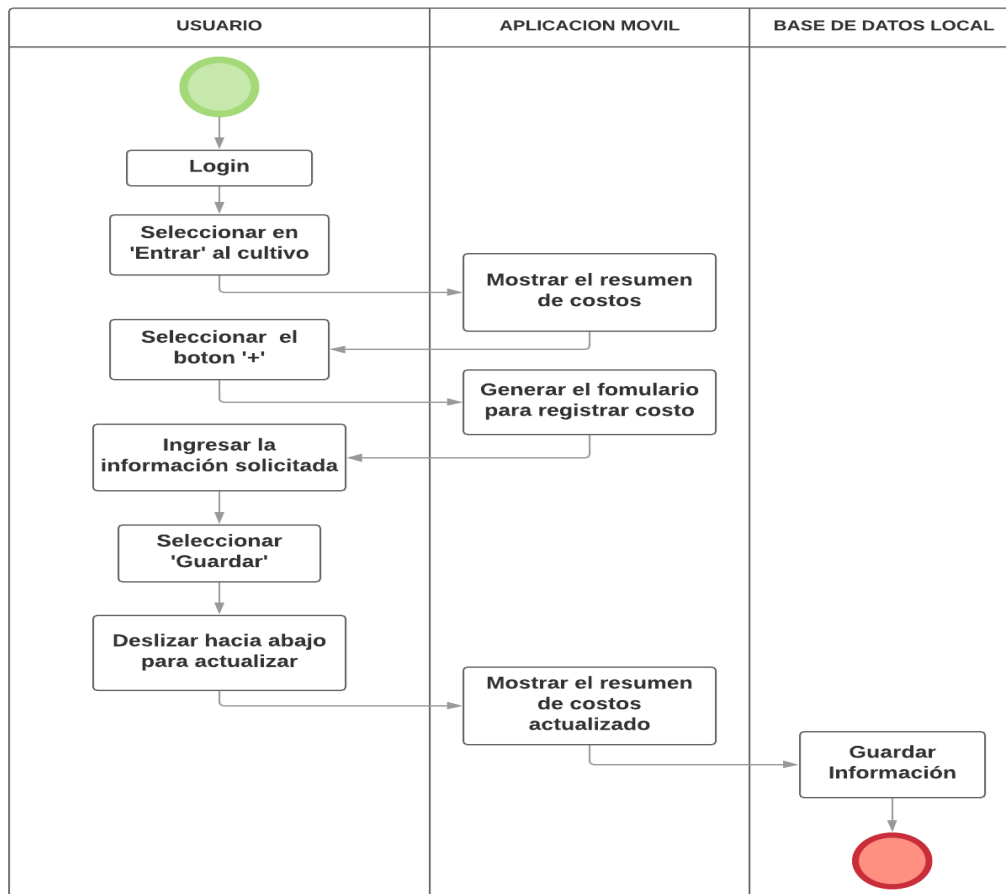 USUARIO
APLICACION MOVIL
BASE DE DATOS LOCAL
Login
Seleccionar en
'Entrar' al cultivo
Mostrar el resumen
de costos
Seleccionar el
boton '+'
Generar el fomulario
para registrar costo
Ingresar la
información solicitada
Seleccionar
'Guardar'
Deslizar hacia abajo
para actualizar
Mostrar el resumen
de costos
actualizado
Guardar
Información